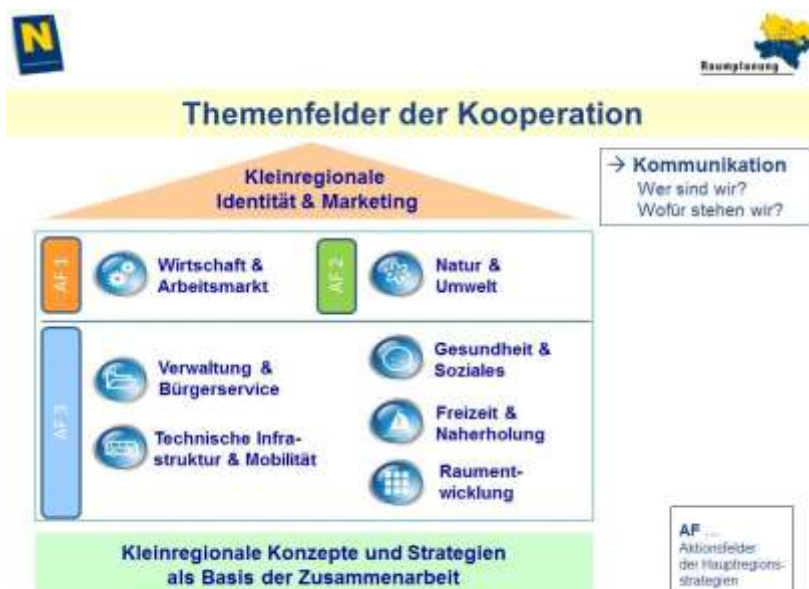 N
Raumplanung
Themenfelder der Kooperation
Kleinregionale
Identität & Marketing
→ Kommunikation
Wer sind wir?
Wofür stehen wir?
AF 1
Wirtschaft &
Arbeitsmarkt
AF 2
Natur &
Umwelt
AF 3
Verwaltung &
Bürgerservice
Technische Infra-
struktur & Mobilität
Gesundheit &
Soziales
Freizeit &
Naherholung
Raument-
wicklung
Kleinregionale Konzepte und Strategien
als Basis der Zusammenarbeit
AF ...
Aktionsfelder
der Hauptregions-
strategien